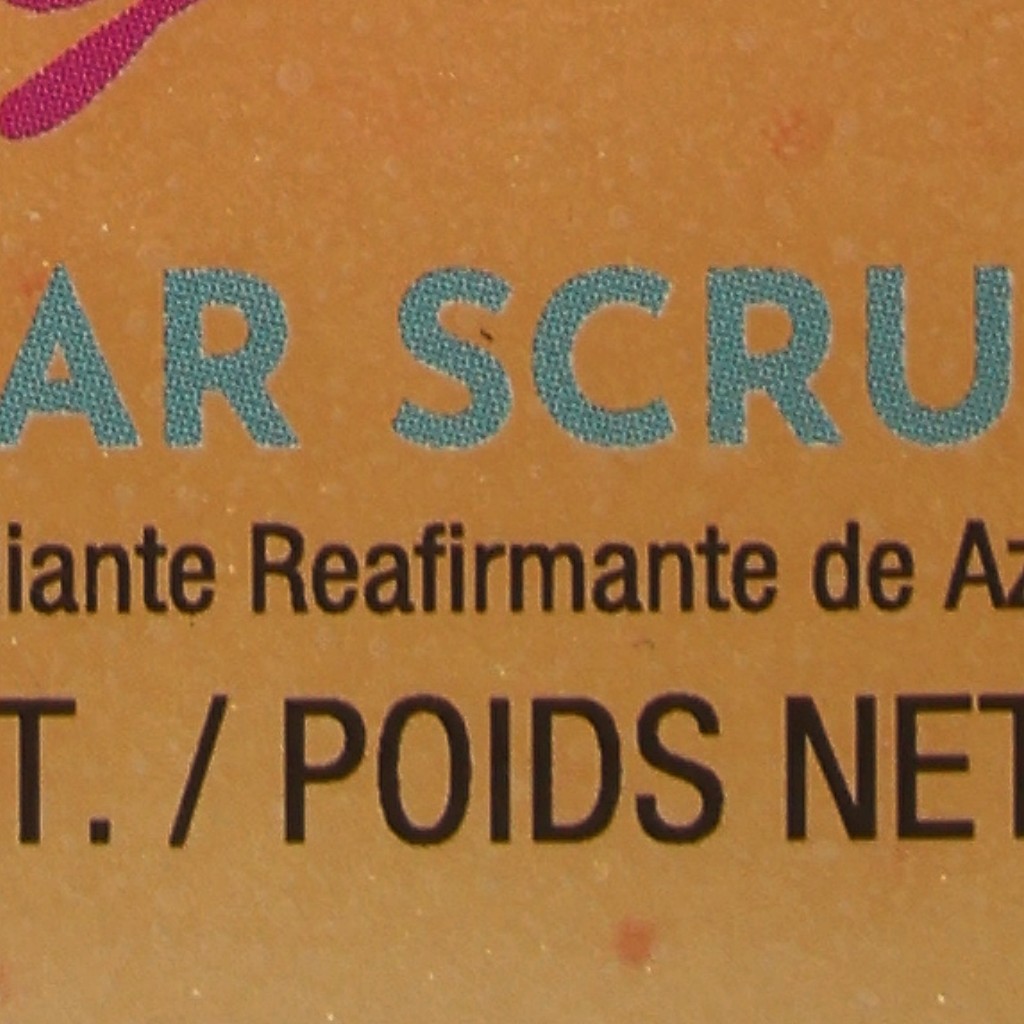 AR SCRU
iante Reafirmante de Az
T. / POIDS NET